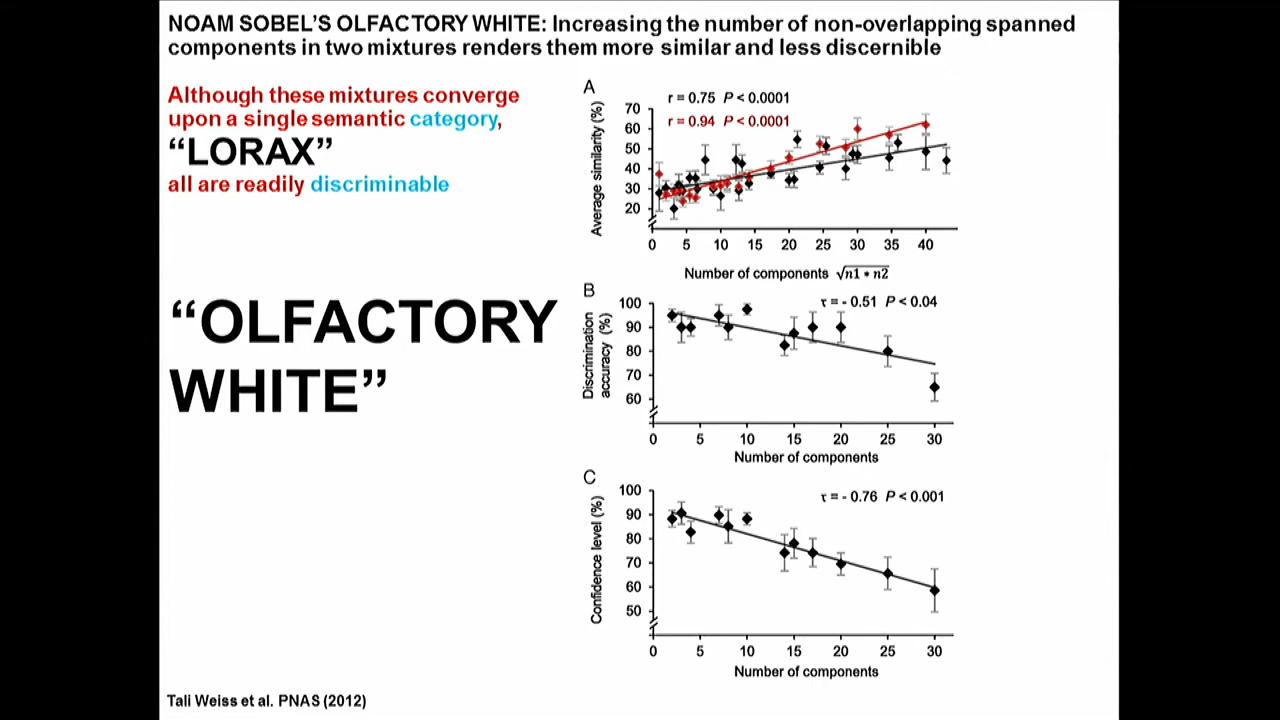 NOAM SOBEL'S OLFACTORY WHITE: Increasing the number of non-overlapping spanned
components in two mixtures renders them more similar and less discernible
Although these mixtures converge
upon a single semantic category,
“LORAX”
all are readily discriminable
“OLFACTORY
WHITE”
A
r = 0.75 P < 0.0001
r = 0.94 P < 0.0001
Average similarity (%)
70
60
50
40
30
20
0 5 10 15 20 25 30 35 40
Number of components √n1 * n2
B
τ = - 0.51 P < 0.04
Discrimination
accuracy (%)
100
90
80
70
60
0 5 10 15 20 25 30
Number of components
C
τ = - 0.76 P < 0.001
Confidence level (%)
100
90
80
70
60
50
0 5 10 15 20 25 30
Number of components
Tali Weiss et al. PNAS (2012)